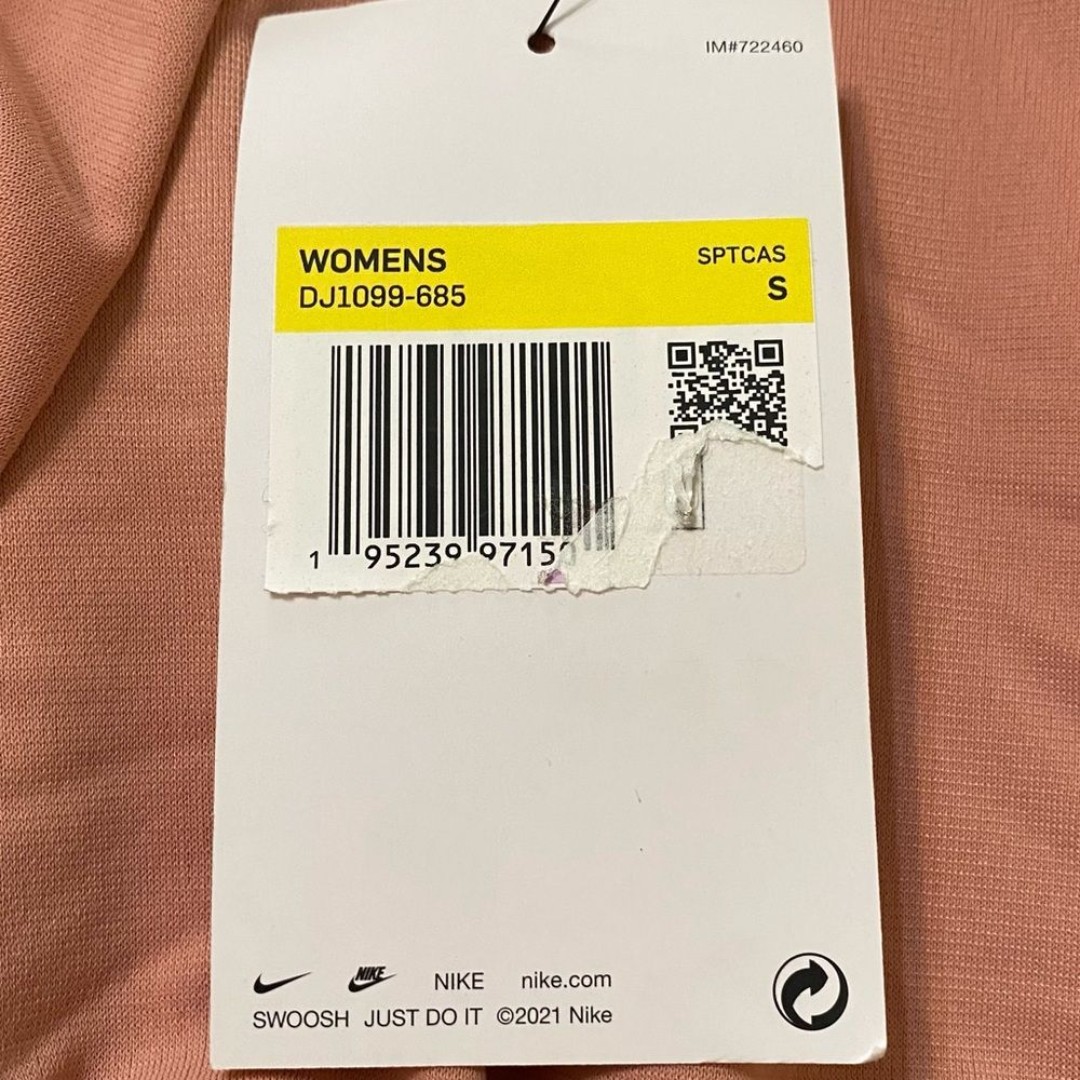 IM#722460
WOMENS
SPTCAS
DJ1099-685
S
1 95239 9715
NIKE
NIKE nike.com
SWOOSH JUST DO IT ©2021 Nike